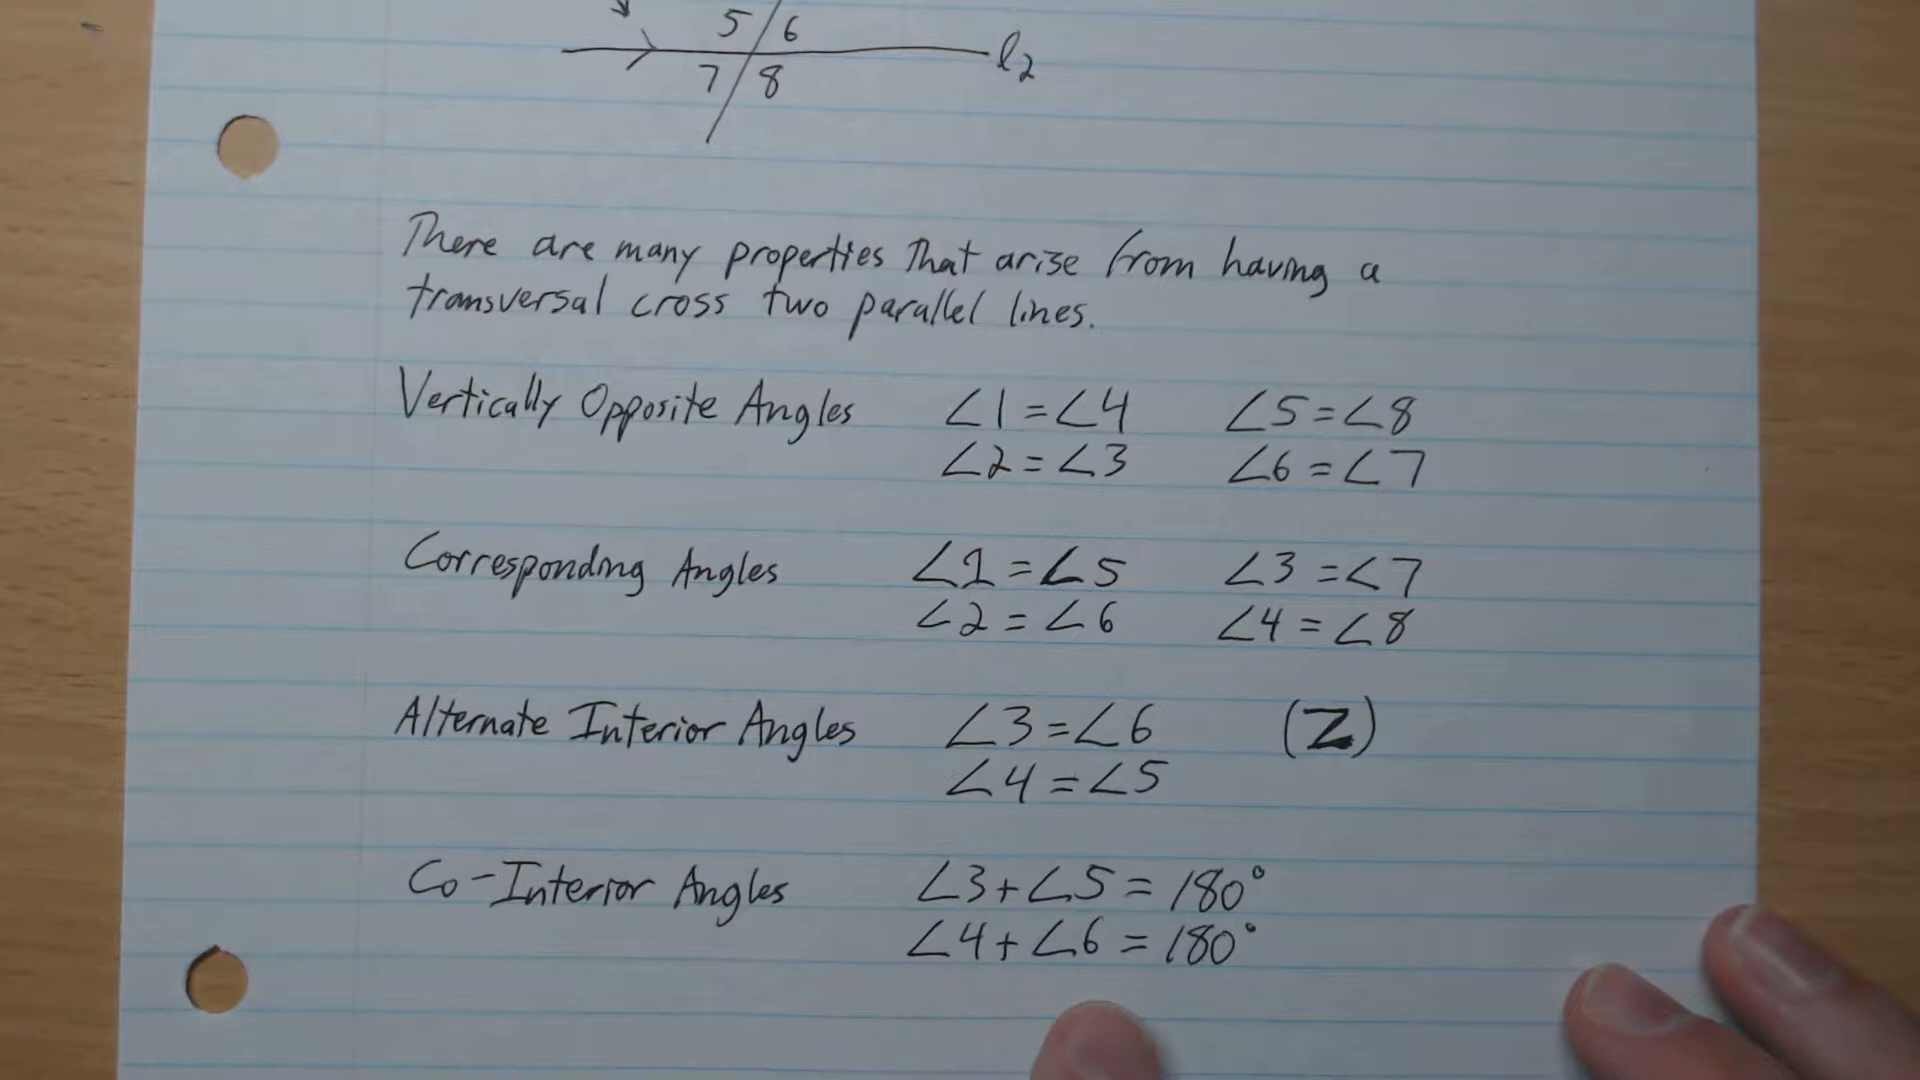 5 6
l2
7 8
There are many properties that arise from having a
transversal cross two parallel lines.
Vertically Opposite Angles ∠1=∠4 ∠5=∠8
∠2=∠3 ∠6=∠7
Corresponding Angles ∠1=∠5 ∠3=∠7
∠2=∠6 ∠4=∠8
Alternate Interior Angles ∠3=∠6 (Z)
∠4=∠5
Co-Interior Angles ∠3+∠5=180°
∠4+∠6=180°